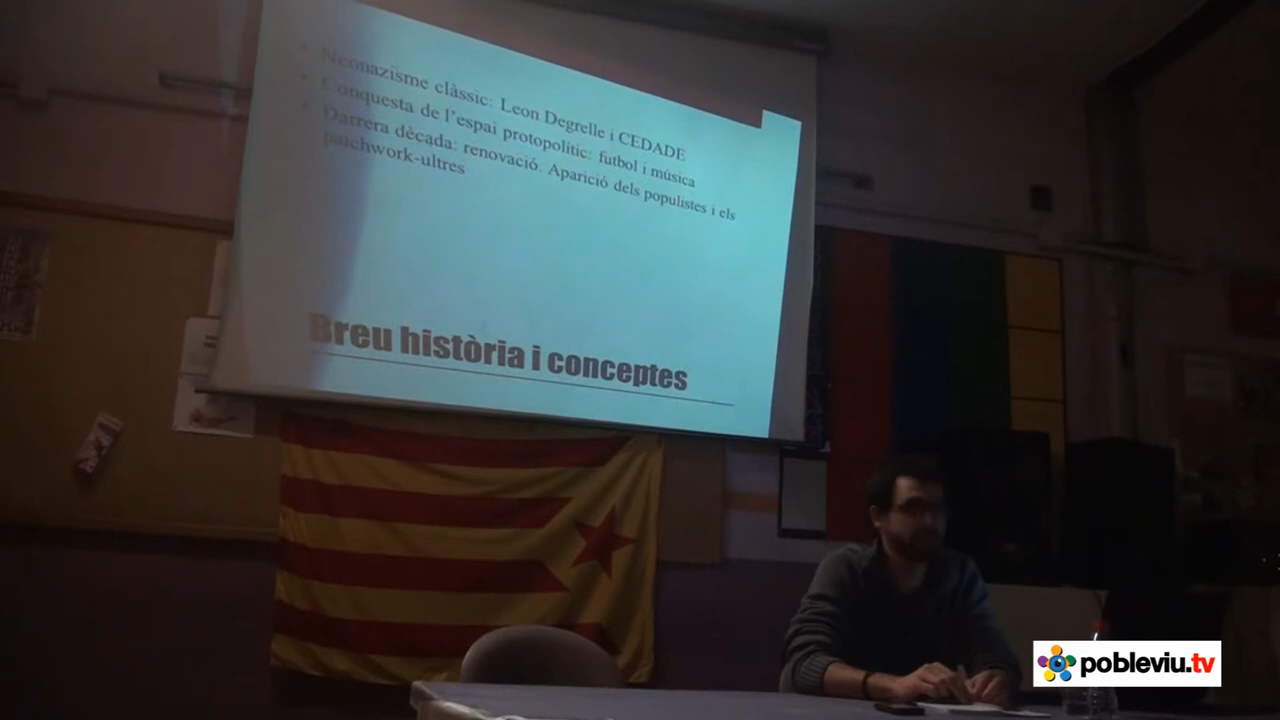 Neonazisme clàssic: Leon Degrelle i CEDADE
Conquesta de l'espai protopolític: futbol i música
Darrera dècada: renovació. Aparició dels populistes i els
patchwork-ultres
Breu història i conceptes
pobleviu.tv